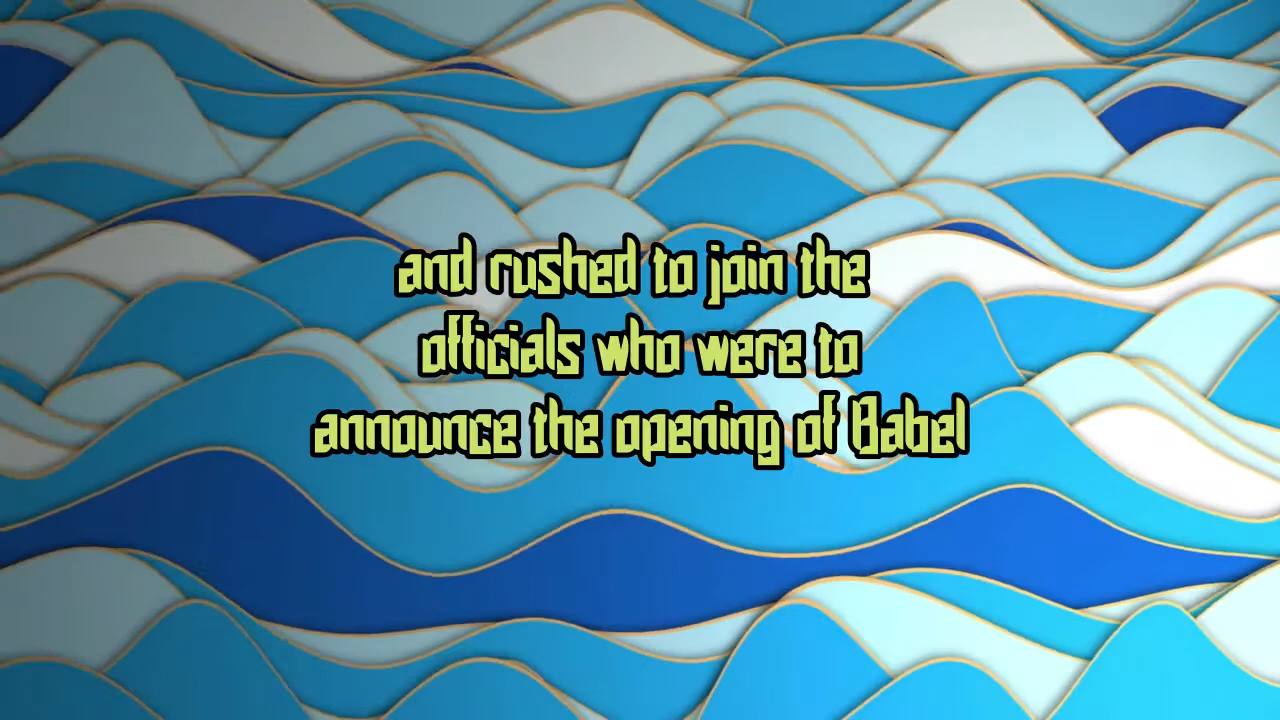 and rushed to join the
officials who were to
announce the opening of Babel